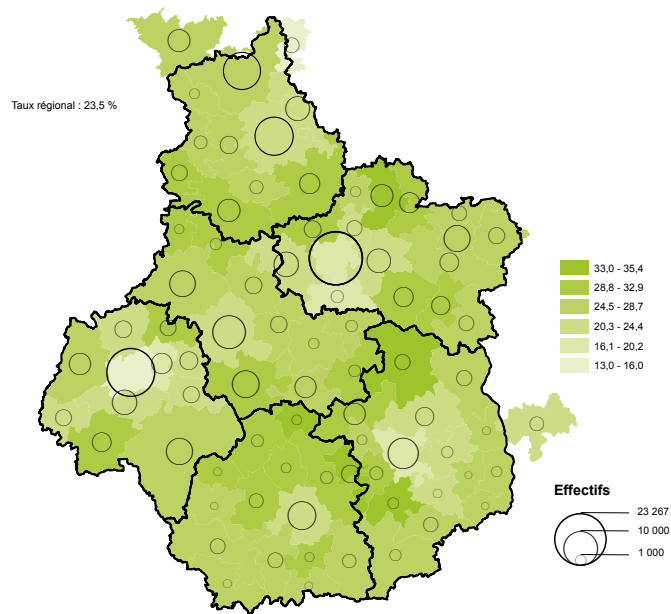 Taux régional : 23,5 %
33,0 - 35,4
28,8 - 32,9
24,5 - 28,7
20,3 - 24,4
16,1 - 20,2
13,0 - 16,0
Effectifs
23 267
10 000
1 000